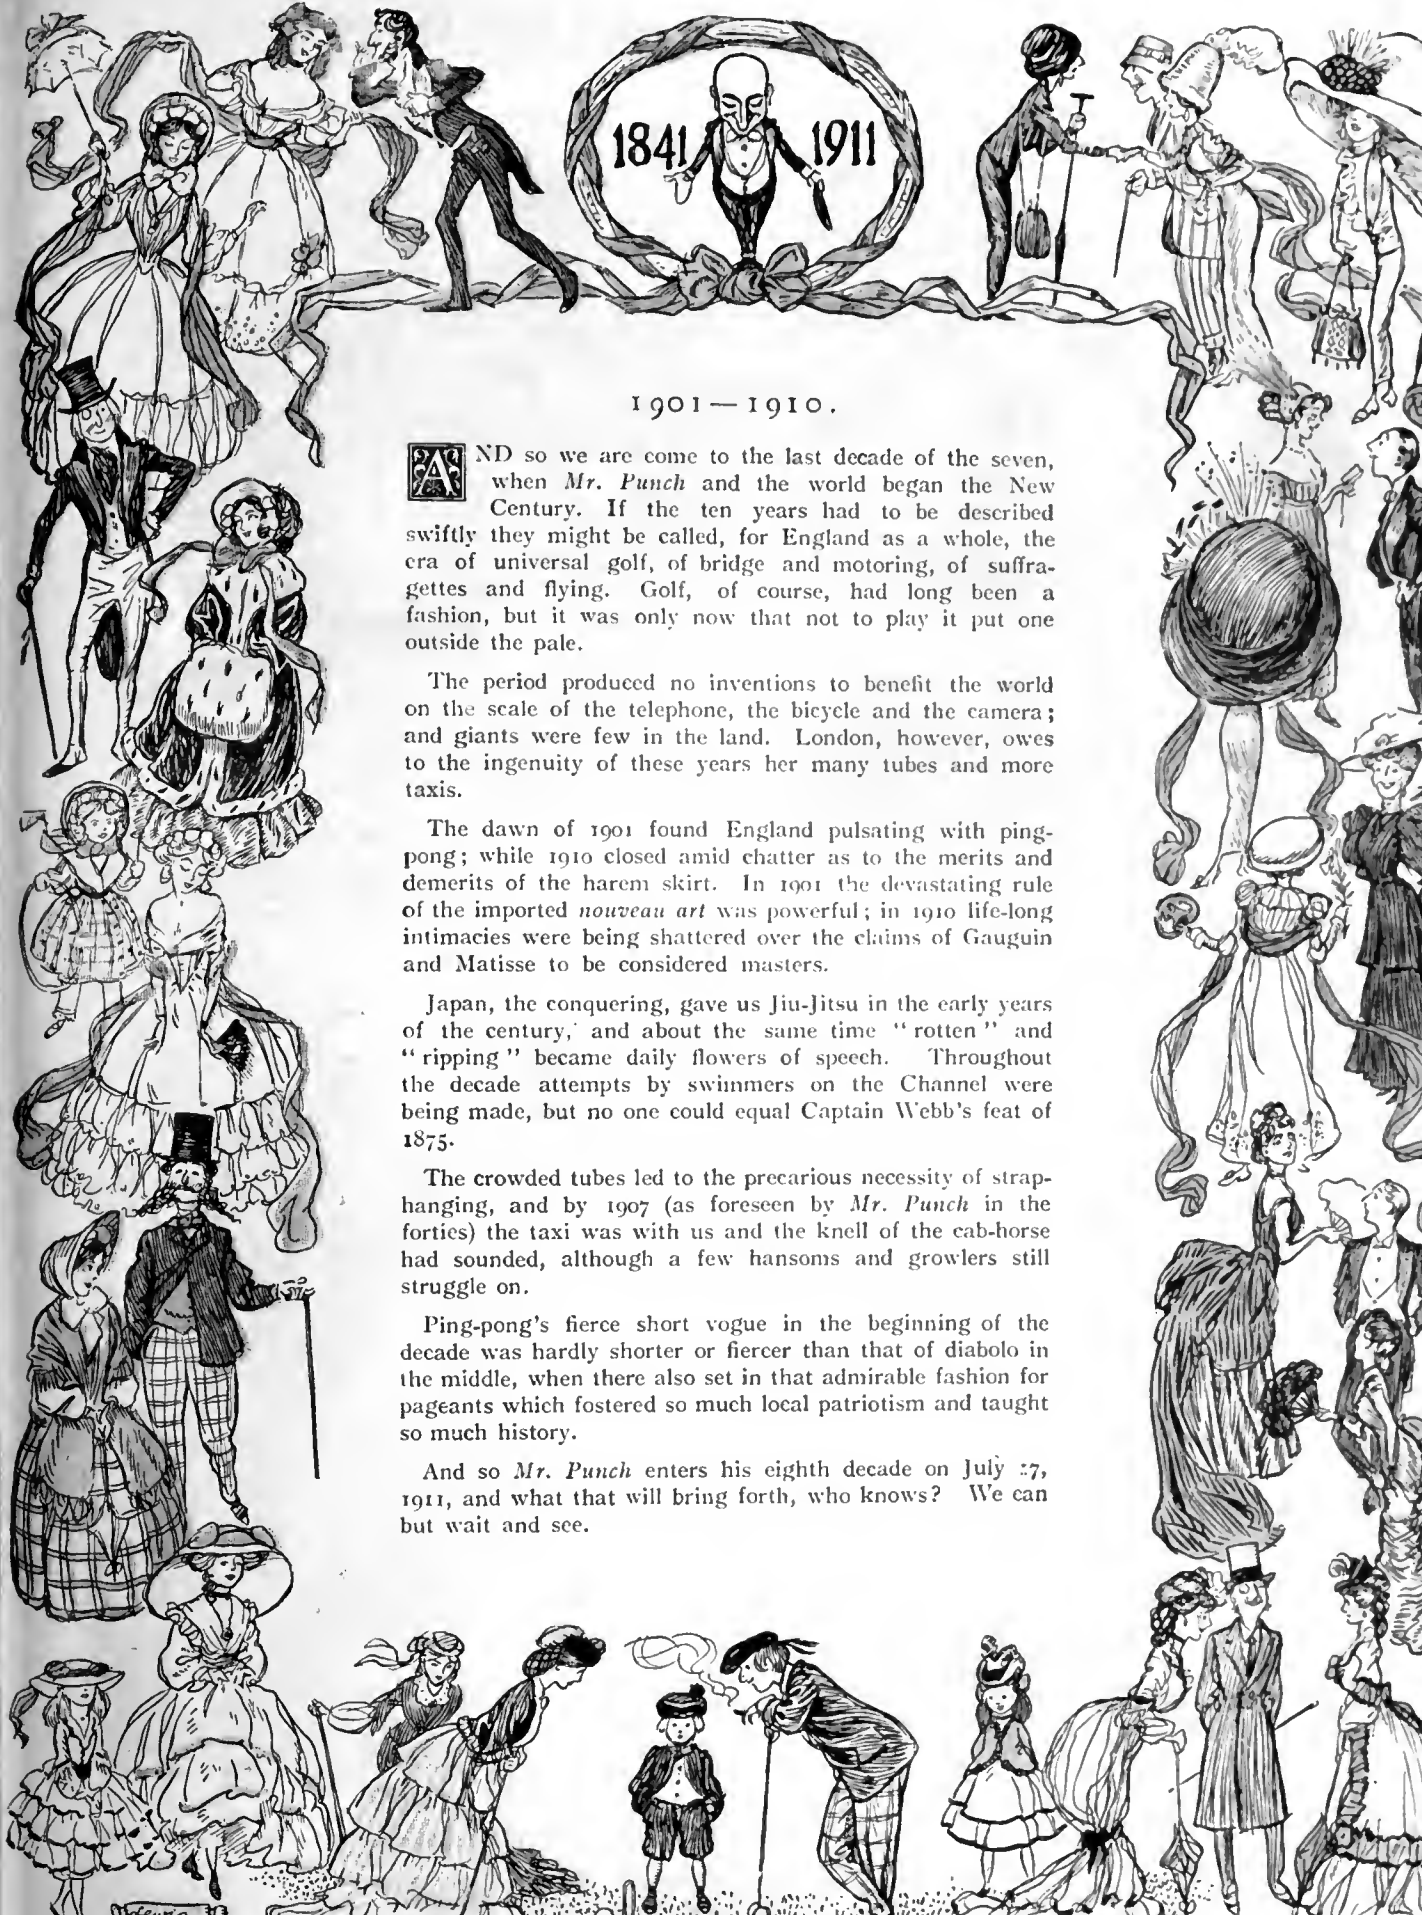 1841 1911
1901—1910.
AND so we are come to the last decade of the seven,
when Mr. Punch and the world began the New
Century. If the ten years had to be described
swiftly they might be called, for England as a whole, the
era of universal golf, of bridge and motoring, of suffra-
gettes and flying. Golf, of course, had long been a
fashion, but it was only now that not to play it put one
outside the pale.
The period produced no inventions to benefit the world
on the scale of the telephone, the bicycle and the camera;
and giants were few in the land. London, however, owes
to the ingenuity of these years her many tubes and more
taxis.
The dawn of 1901 found England pulsating with ping-
pong; while 1910 closed amid chatter as to the merits and
demerits of the harem skirt. In 1901 the devastating rule
of the imported nouveau art was powerful; in 1910 life-long
intimacies were being shattered over the claims of Gauguin
and Matisse to be considered masters.
Japan, the conquering, gave us Jiu-Jitsu in the early years
of the century, and about the same time "rotten" and
"ripping" became daily flowers of speech. Throughout
the decade attempts by swimmers on the Channel were
being made, but no one could equal Captain Webb's feat of
1875.
The crowded tubes led to the precarious necessity of strap-
hanging, and by 1907 (as foreseen by Mr. Punch in the
forties) the taxi was with us and the knell of the cab-horse
had sounded, although a few hansoms and growlers still
struggle on.
Ping-pong's fierce short vogue in the beginning of the
decade was hardly shorter or fiercer than that of diabolo in
the middle, when there also set in that admirable fashion for
pageants which fostered so much local patriotism and taught
so much history.
And so Mr. Punch enters his eighth decade on July
1911, and what that will bring forth, who knows? We can
but wait and see.